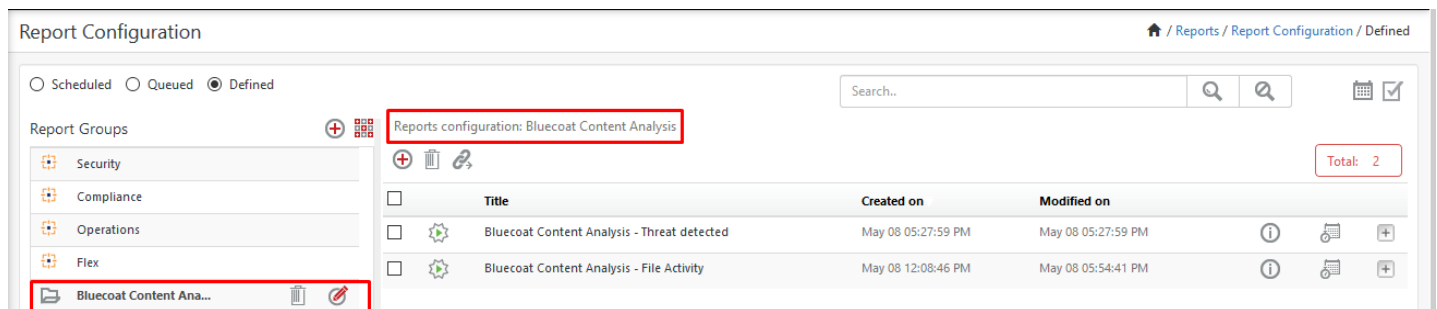 Report Configuration
/ Reports / Report Configuration / Defined
Scheduled Queued Defined
Search..
Report Groups
Reports configuration: Bluecoat Content Analysis
Total: 2
Security
Compliance
Operations
Flex
Bluecoat Content Ana...
Title Created on Modified on
Bluecoat Content Analysis - Threat detected May 08 05:27:59 PM May 08 05:27:59 PM
Bluecoat Content Analysis - File Activity May 08 12:08:46 PM May 08 05:54:41 PM